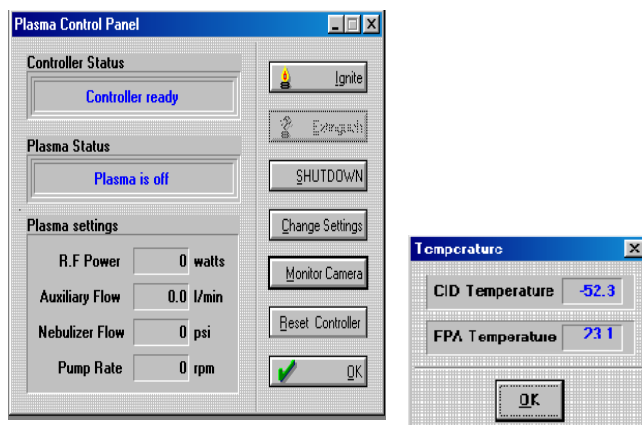 Plasma Control Panel
Controller Status
Controller ready
Plasma Status
Plasma is off
Plasma settings
R.F Power 0 watts
Auxiliary Flow 0.0 l/min
Nebulizer Flow 0 psi
Pump Rate 0 rpm
Ignite
Extinguish
SHUTDOWN
Change Settings
Monitor Camera
Reset Controller
OK
Temperature
CID Temperature -52.3
FPA Temperature 23.1
OK